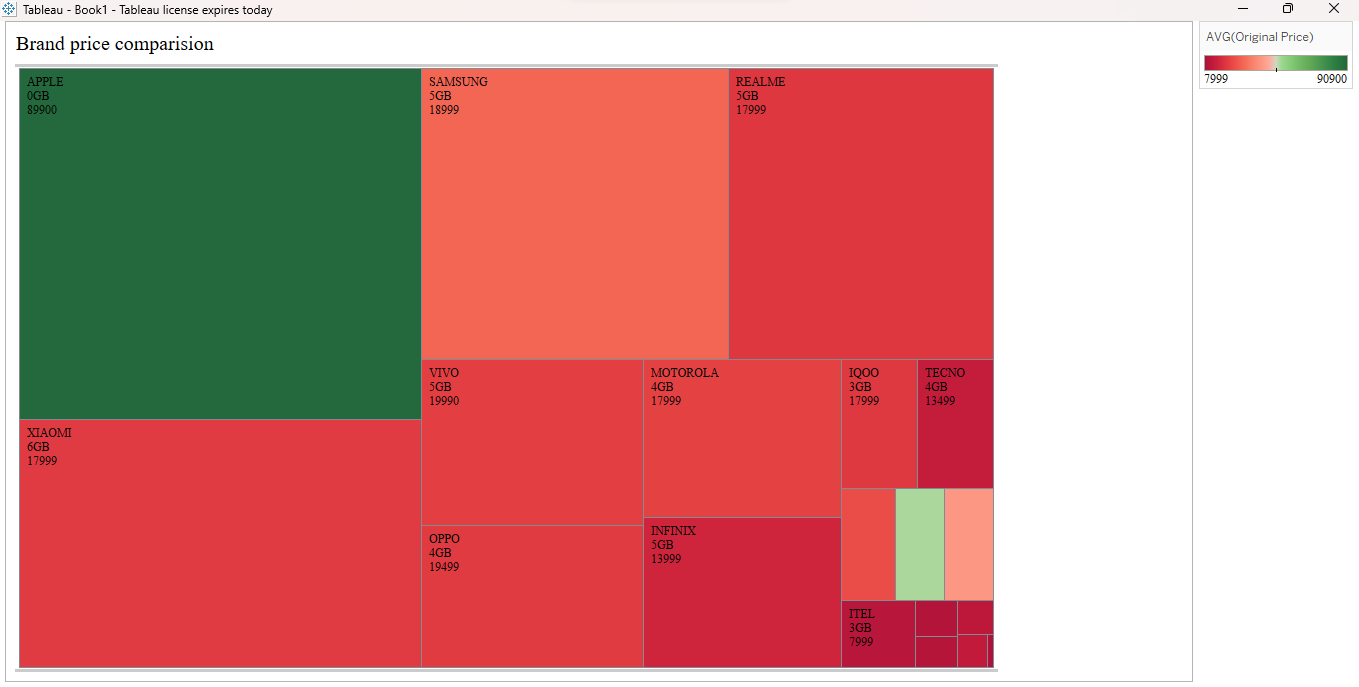 Tableau - Book1 - Tableau license expires today
Brand price comparision
AVG(Original Price)
7999 90900
APPLE
0GB
89900
SAMSUNG
5GB
18999
REALME
5GB
17999
XIAOMI
6GB
17999
VIVO
5GB
19990
MOTOROLA
4GB
17999
IQOO
3GB
17999
TECNO
4GB
13499
OPPO
4GB
19499
INFINIX
5GB
13999
ITEL
3GB
7999